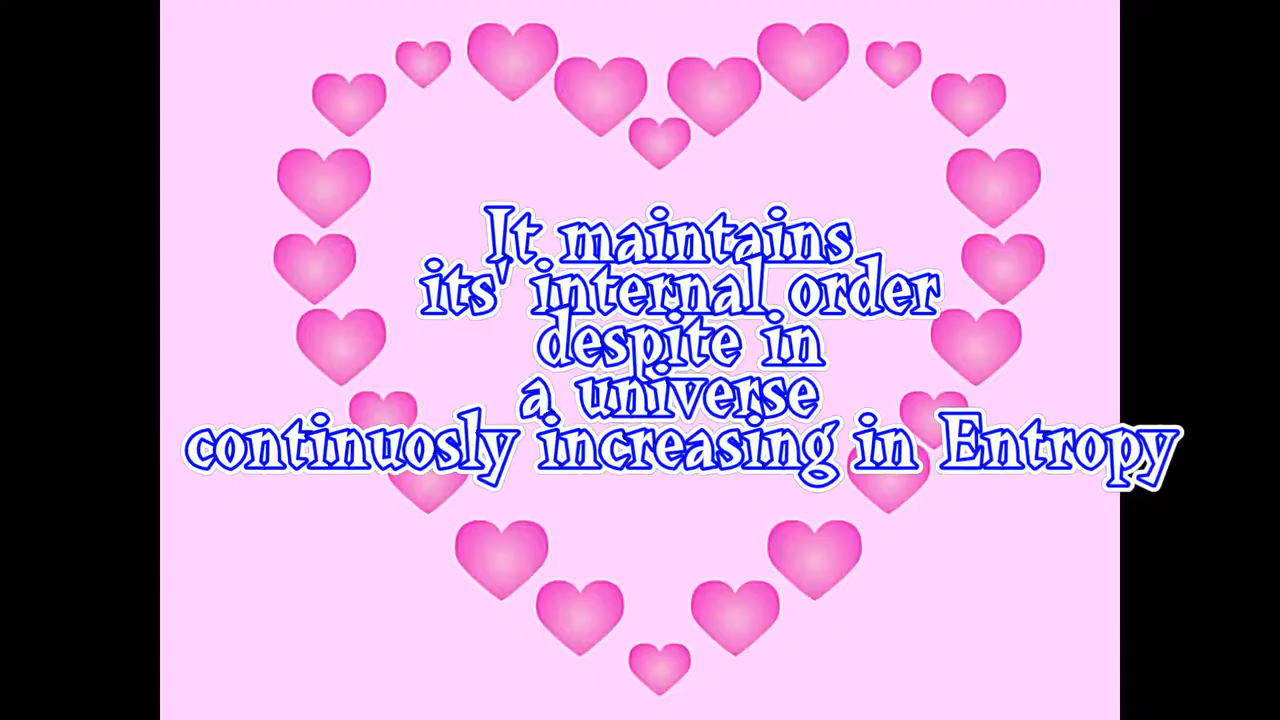 It maintains
its' internal order
despite in
a universe
continuosly increasing in Entropy